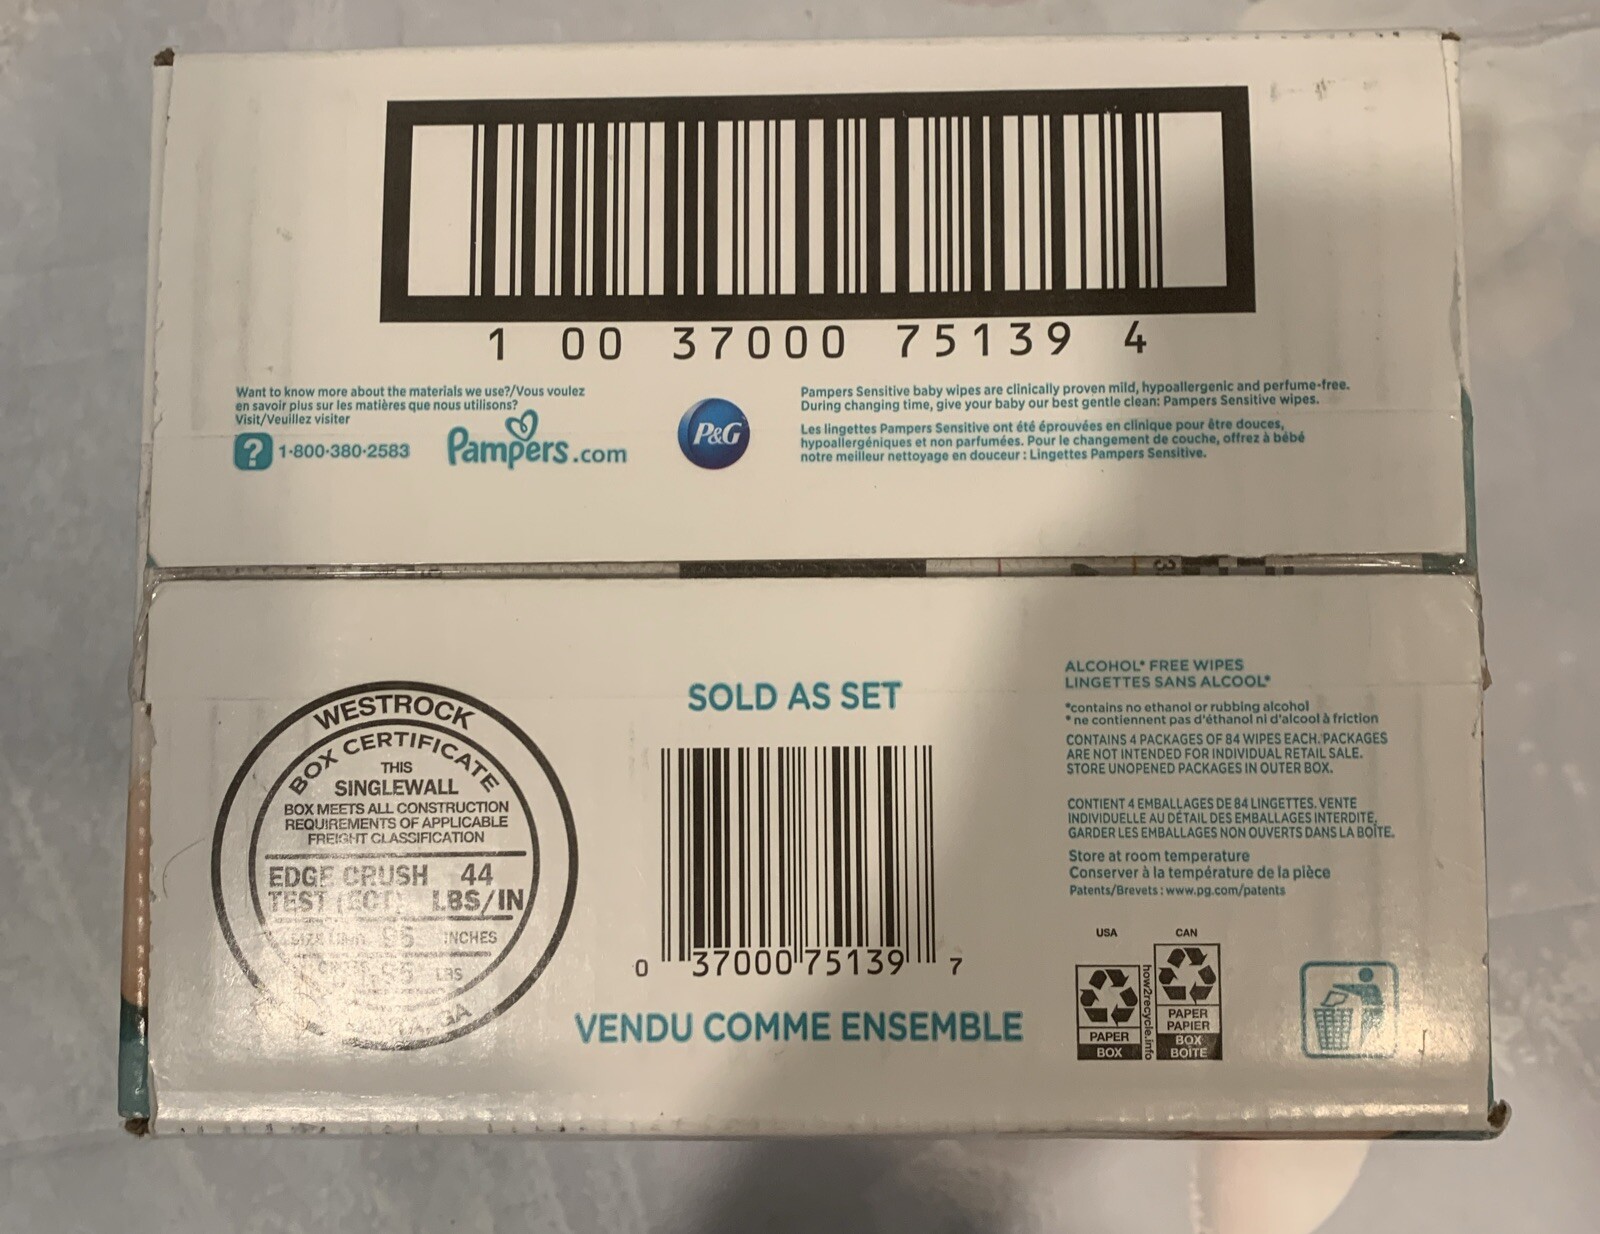 1 00 37000 75139 4
Want to know more about the materials we use?/Vous voulez
en savoir plus sur les matières que nous utilisons?
Visit/Veuillez visiter
? 1-800-380-2583
Pampers.com
P&G
Pampers Sensitive baby wipes are clinically proven mild, hypoallergenic and perfume-free.
During changing time, give your baby our best gentle clean: Pampers Sensitive wipes.
Les lingettes Pampers Sensitive ont été éprouvées en clinique pour être douces,
hypoallergéniques et non parfumées. Pour le changement de couche, offrez à bébé
notre meilleur nettoyage en douceur : Lingettes Pampers Sensitive.
WESTROCK
BOX CERTIFICATE
THIS
SINGLEWALL
BOX MEETS ALL CONSTRUCTION
REQUIREMENTS OF APPLICABLE
FREIGHT CLASSIFICATION
EDGE CRUSH 44
TEST (ECT) LBS/IN
SIZE LIMIT 95 INCHES
LBS
GA
SOLD AS SET
0 37000 75139 7
VENDU COMME ENSEMBLE
ALCOHOL* FREE WIPES
LINGETTES SANS ALCOOL*
*contains no ethanol or rubbing alcohol
* ne contiennent pas d'éthanol ni d'alcool à friction
CONTAINS 4 PACKAGES OF 84 WIPES EACH. PACKAGES
ARE NOT INTENDED FOR INDIVIDUAL RETAIL SALE.
STORE UNOPENED PACKAGES IN OUTER BOX.
CONTIENT 4 EMBALLAGES DE 84 LINGETTES. VENTE
INDIVIDUELLE AU DÉTAIL DES EMBALLAGES INTERDITE,
GARDER LES EMBALLAGES NON OUVERTS DANS LA BOÎTE.
Store at room temperature
Conserver à la température de la pièce
Patents/Brevets : www.pg.com/patents
USA
PAPER
BOX
how2recycle.info
CAN
PAPER
PAPIER
BOX
BOÎTE